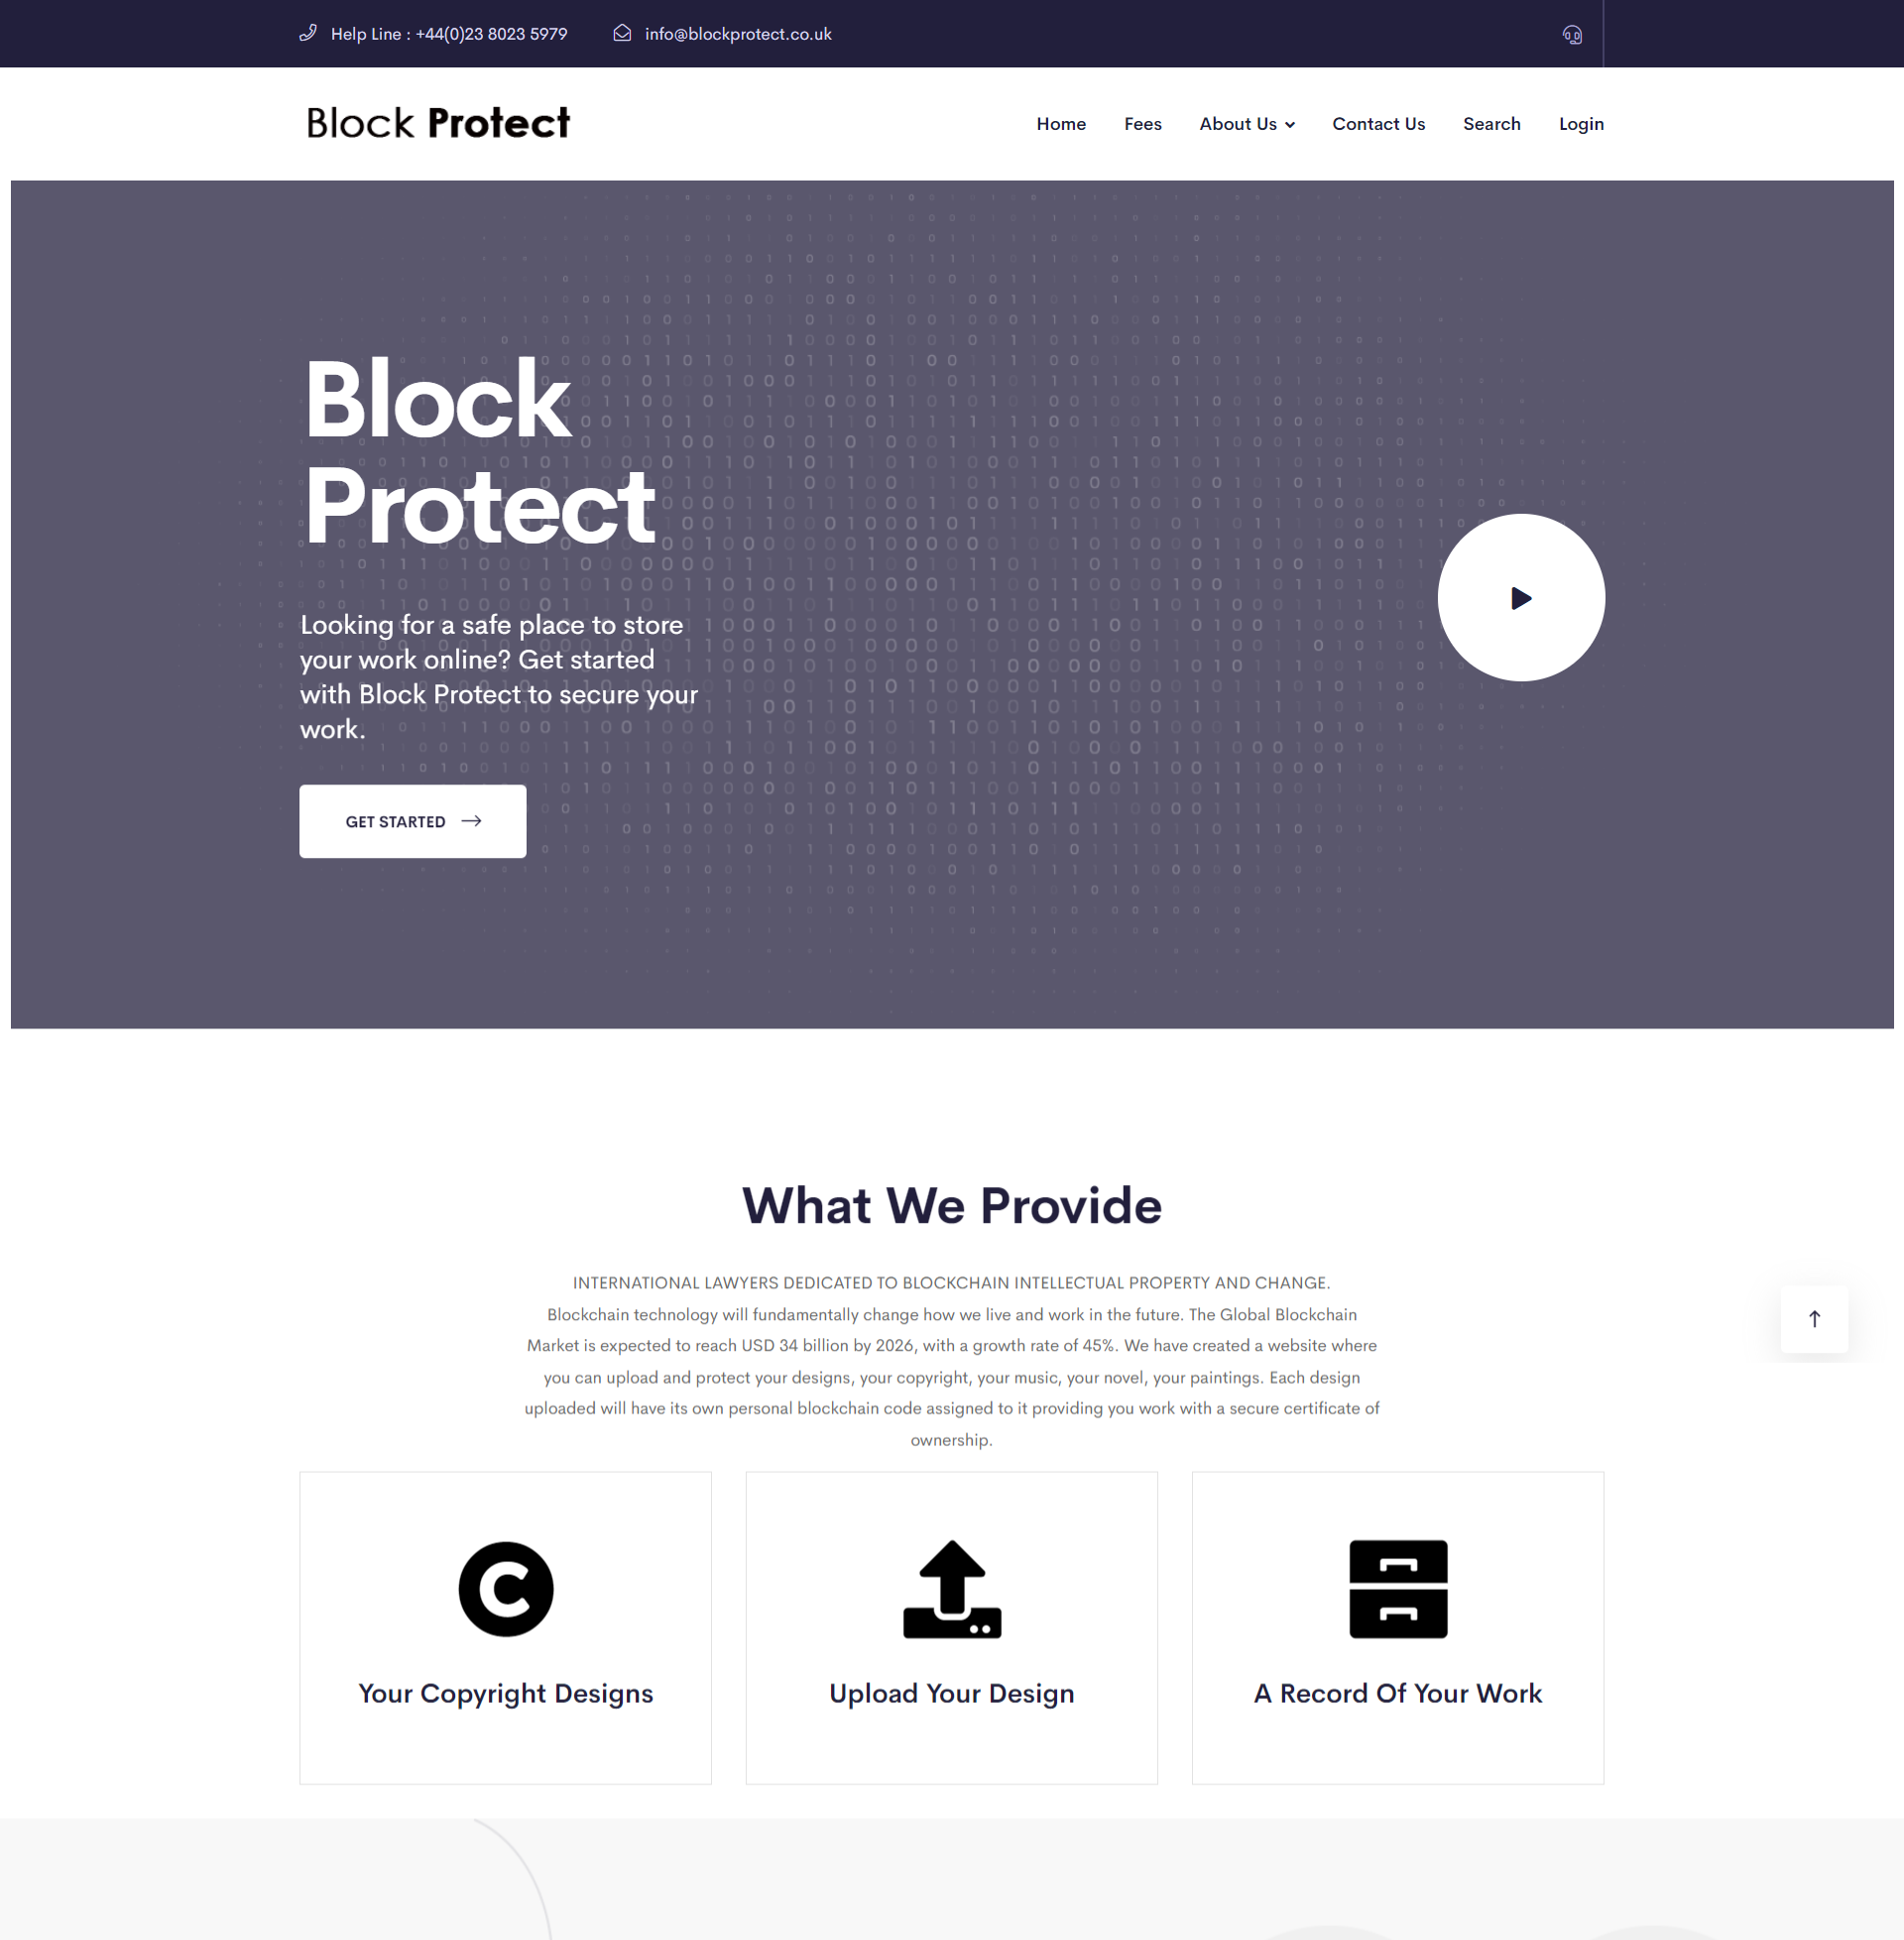 Help Line : +44(0)23 8023 5979
info@blockprotect.co.uk
Block Protect
Home
Fees
About Us
Contact Us
Search
Login
Block
Protect
Looking for a safe place to store
your work online? Get started
with Block Protect to secure your
work.
GET STARTED
What We Provide
INTERNATIONAL LAWYERS DEDICATED TO BLOCKCHAIN INTELLECTUAL PROPERTY AND CHANGE.
Blockchain technology will fundamentally change how we live and work in the future. The Global Blockchain
Market is expected to reach USD 34 billion by 2026, with a growth rate of 45%. We have created a website where
you can upload and protect your designs, your copyright, your music, your novel, your paintings. Each design
uploaded will have its own personal blockchain code assigned to it providing you work with a secure certificate of
ownership.
Your Copyright Designs
Upload Your Design
A Record Of Your Work